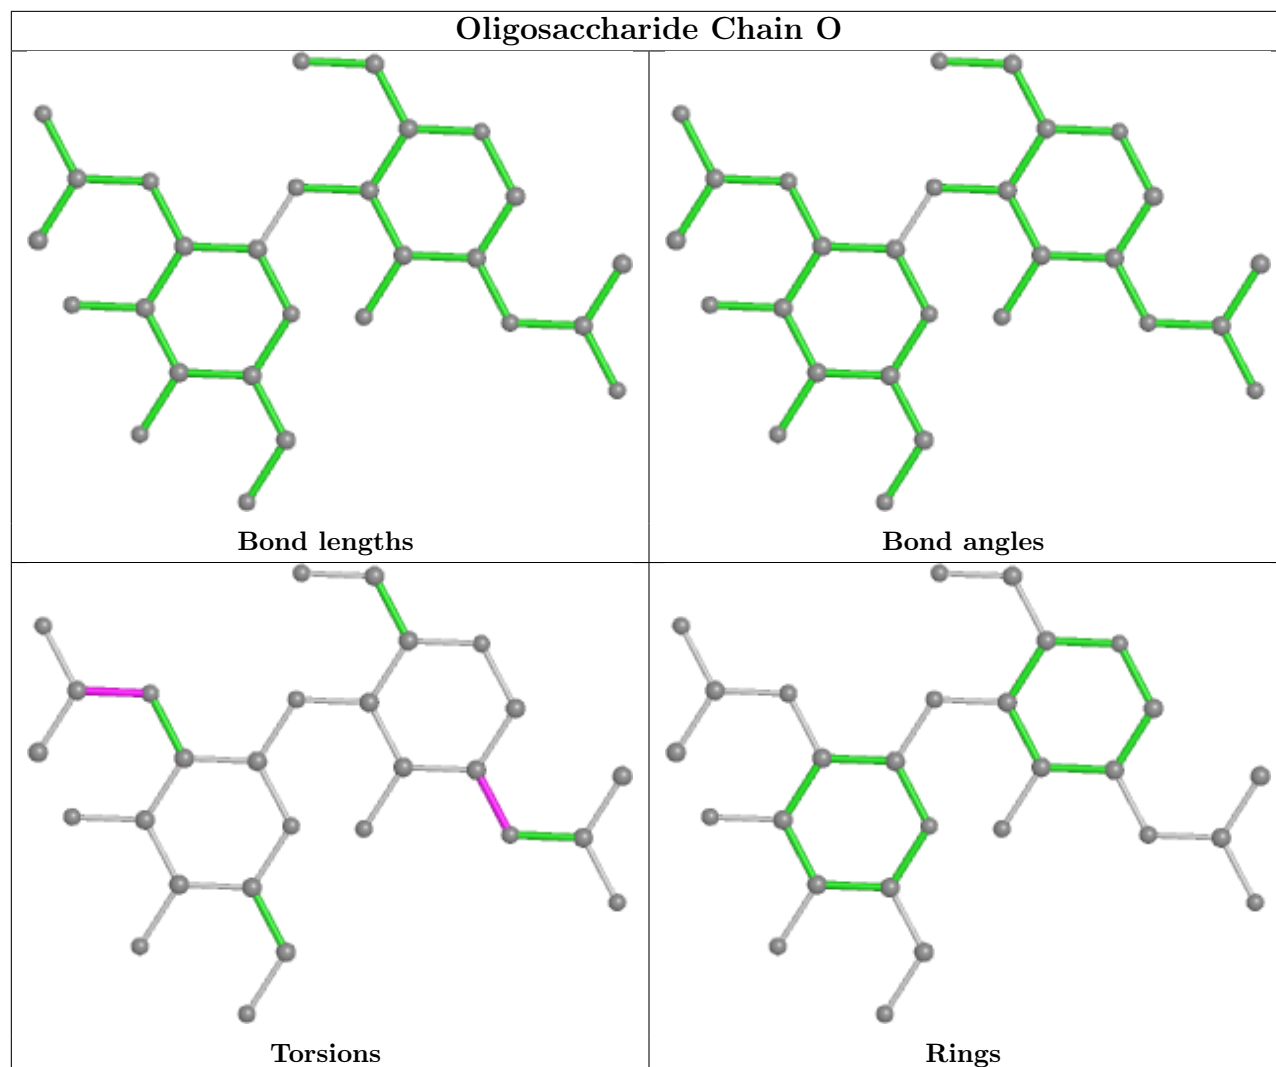 Oligosaccharide Chain O
Bond lengths
Bond angles
Torsions
Rings